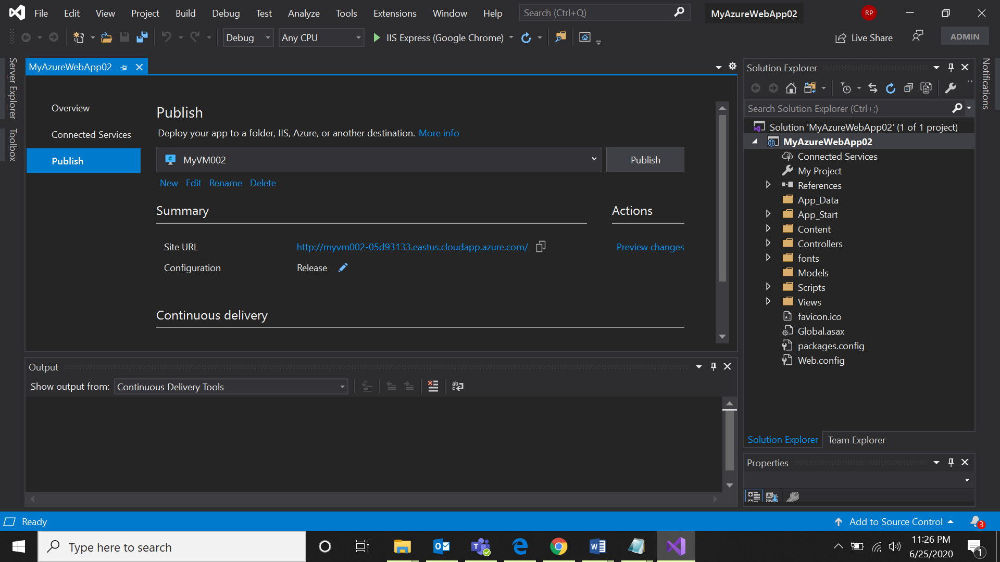 File Edit View Project Build Debug Test Analyze Tools Extensions Window Help Search (Ctrl+Q) MyAzureWebApp02 RP
Debug Any CPU IIS Express (Google Chrome) Live Share ADMIN
Server Explorer
Toolbox
MyAzureWebApp02
Overview
Connected Services
Publish
Publish
Deploy your app to a folder, IIS, Azure, or another destination. More info
MyVM002 Publish
New Edit Rename Delete
Summary
Actions
Site URL http://myvm002-05d93133.eastus.cloudapp.azure.com/ Preview changes
Configuration Release
Continuous delivery
Output
Show output from: Continuous Delivery Tools
Solution Explorer
Search Solution Explorer (Ctrl+;)
Solution 'MyAzureWebApp02' (1 of 1 project)
MyAzureWebApp02
Connected Services
My Project
References
App_Data
App_Start
Content
Controllers
fonts
Models
Scripts
Views
favicon.ico
Global.asax
packages.config
Web.config
Solution Explorer Team Explorer
Properties
Notifications
Ready Add to Source Control 3
Type here to search
11:26 PM
6/25/2020
1